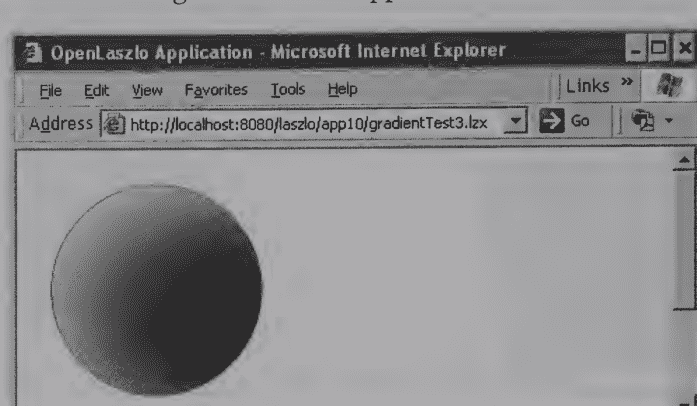 OpenLaszlo Application - Microsoft Internet Explorer
File Edit View Favorites Tools Help Links »
Address http://localhost:8080/laszlo/app10/gradientTest3.lzx Go